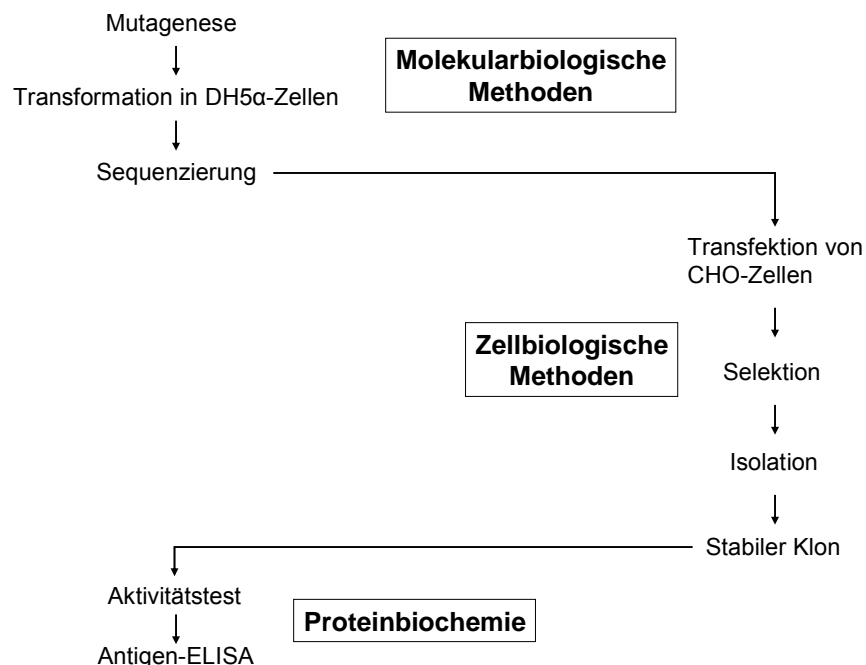 Mutagenese
Molekularbiologische
Methoden
Transformation in DH5α-Zellen
Sequenzierung
Transfektion von
CHO-Zellen
Zellbiologische
Methoden
Selektion
Isolation
Stabiler Klon
Aktivitätstest
Proteinbiochemie
Antigen-ELISA